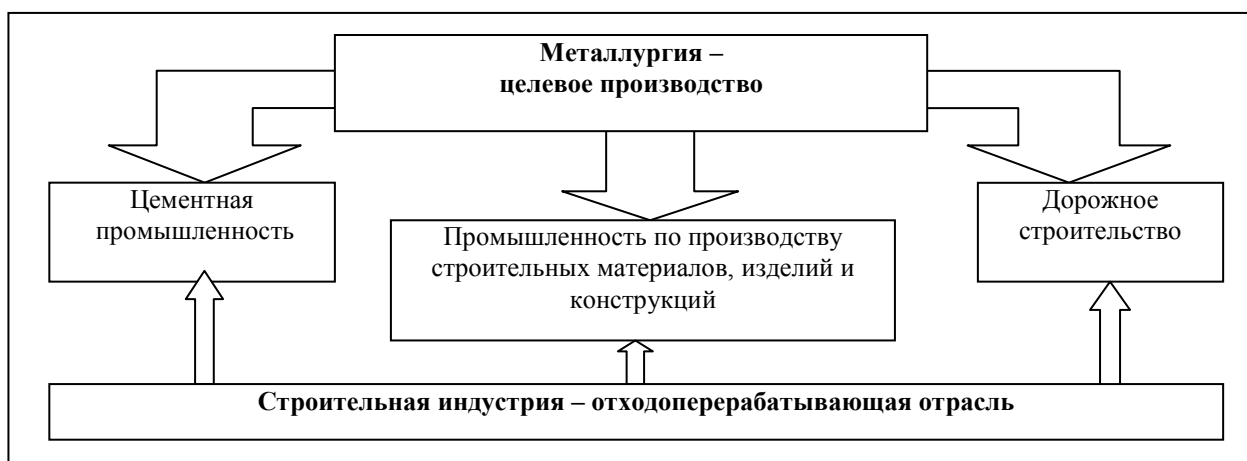 Металлургия –
целевое производство
Цементная
промышленность
Промышленность по производству
строительных материалов, изделий и
конструкций
Дорожное
строительство
Строительная индустрия – отходоперерабатывающая отрасль